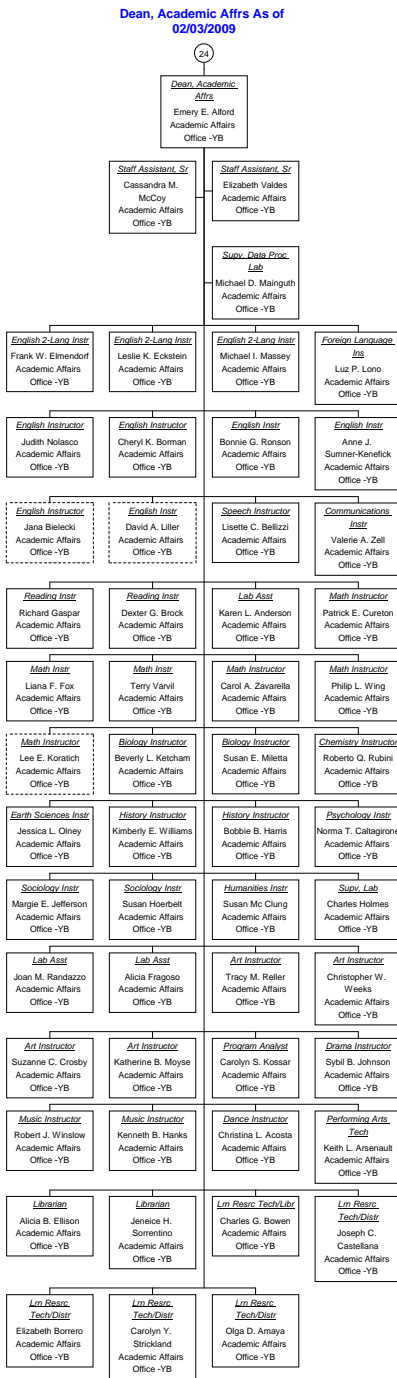 Dean, Academic Affrs As of
02/03/2009
24
Dean, Academic
Affrs
Emery E. Alford
Academic Affairs
Office -YB
Staff Assistant, Sr
Cassandra M.
McCoy
Academic Affairs
Office -YB
Staff Assistant, Sr
Elizabeth Valdes
Academic Affairs
Office -YB
Supv. Data Proc
Lab
Michael D. Mainguth
Academic Affairs
Office -YB
English 2-Lang Instr
Frank W. Elmendorf
Academic Affairs
Office -YB
English 2-Lang Instr
Leslie K. Eckstein
Academic Affairs
Office -YB
English 2-Lang Instr
Michael I. Massey
Academic Affairs
Office -YB
Foreign Language
Ins
Luz P. Lono
Academic Affairs
Office -YB
English Instructor
Judith Nolasco
Academic Affairs
Office -YB
English Instructor
Cheryl K. Borman
Academic Affairs
Office -YB
English Instr
Bonnie G. Ronson
Academic Affairs
Office -YB
English Instr
Anne J.
Sumner-Kenefick
Academic Affairs
Office -YB
English Instructor
Jana Bielecki
Academic Affairs
Office -YB
English Instr
David A. Liller
Academic Affairs
Office -YB
Speech Instructor
Lisette C. Bellizzi
Academic Affairs
Office -YB
Communications
Instr
Valerie A. Zell
Academic Affairs
Office -YB
Reading Instr
Richard Gaspar
Academic Affairs
Office -YB
Reading Instr
Dexter G. Brock
Academic Affairs
Office -YB
Lab Asst
Karen L. Anderson
Academic Affairs
Office -YB
Math Instructor
Patrick E. Cureton
Academic Affairs
Office -YB
Math Instr
Liana F. Fox
Academic Affairs
Office -YB
Math Instr
Terry Varvil
Academic Affairs
Office -YB
Math Instructor
Carol A. Zavarella
Academic Affairs
Office -YB
Math Instructor
Philip L. Wing
Academic Affairs
Office -YB
Math Instructor
Lee E. Koratich
Academic Affairs
Office -YB
Biology Instructor
Beverly L. Ketcham
Academic Affairs
Office -YB
Biology Instructor
Susan E. Miletta
Academic Affairs
Office -YB
Chemistry Instructor
Roberto Q. Rubini
Academic Affairs
Office -YB
Earth Sciences Instr
Jessica L. Olney
Academic Affairs
Office -YB
History Instructor
Kimberly E. Williams
Academic Affairs
Office -YB
History Instructor
Bobbie B. Harris
Academic Affairs
Office -YB
Psychology Instr
Norma T. Caltagirone
Academic Affairs
Office -YB
Sociology Instr
Margie E. Jefferson
Academic Affairs
Office -YB
Sociology Instr
Susan Hoerbelt
Academic Affairs
Office -YB
Humanities Instr
Susan Mc Clung
Academic Affairs
Office -YB
Supv, Lab
Charles Holmes
Academic Affairs
Office -YB
Lab Asst
Joan M. Randazzo
Academic Affairs
Office -YB
Lab Asst
Alicia Fragoso
Academic Affairs
Office -YB
Art Instructor
Tracy M. Reller
Academic Affairs
Office -YB
Art Instructor
Christopher W.
Weeks
Academic Affairs
Office -YB
Art Instructor
Suzanne C. Crosby
Academic Affairs
Office -YB
Art Instructor
Katherine B. Moyse
Academic Affairs
Office -YB
Program Analyst
Carolyn S. Kossar
Academic Affairs
Office -YB
Drama Instructor
Sybil B. Johnson
Academic Affairs
Office -YB
Music Instructor
Robert J. Winslow
Academic Affairs
Office -YB
Music Instructor
Kenneth B. Hanks
Academic Affairs
Office -YB
Dance Instructor
Christina L. Acosta
Academic Affairs
Office -YB
Performing Arts
Tech
Keith L. Arsenault
Academic Affairs
Office -YB
Librarian
Alicia B. Ellison
Academic Affairs
Office -YB
Librarian
Jeneice H.
Sorrentino
Academic Affairs
Office -YB
Lrn Resrc Tech/Libr
Charles G. Bowen
Academic Affairs
Office -YB
Lrn Resrc
Tech/Distr
Joseph C.
Castellana
Academic Affairs
Office -YB
Lrn Resrc
Tech/Distr
Elizabeth Borrero
Academic Affairs
Office -YB
Lrn Resrc
Tech/Distr
Carolyn Y.
Strickland
Academic Affairs
Office -YB
Lrn Resrc
Tech/Distr
Olga D. Amaya
Academic Affairs
Office -YB